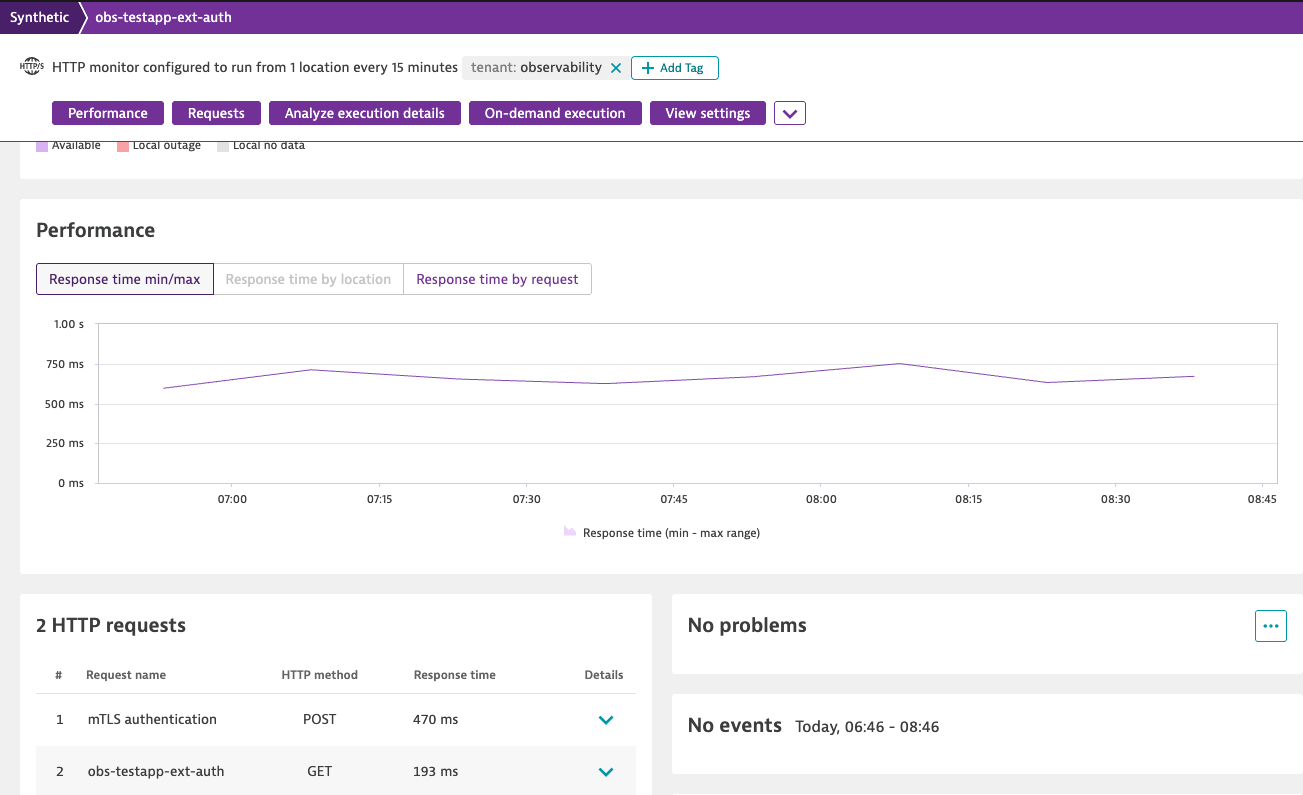 Synthetic obs-testapp-ext-auth
HTTP/S HTTP monitor configured to run from 1 location every 15 minutes tenant: observability Add Tag
Performance Requests Analyze execution details On-demand execution View settings
Available Local outage Local no data
Performance
Response time min/max Response time by location Response time by request
1.00 s
750 ms
500 ms
250 ms
0 ms
07:00 07:15 07:30 07:45 08:00 08:15 08:30 08:45
Response time (min - max range)
2 HTTP requests
# Request name HTTP method Response time Details
1 mTLS authentication POST 470 ms
2 obs-testapp-ext-auth GET 193 ms
No problems
No events Today, 06:46 - 08:46